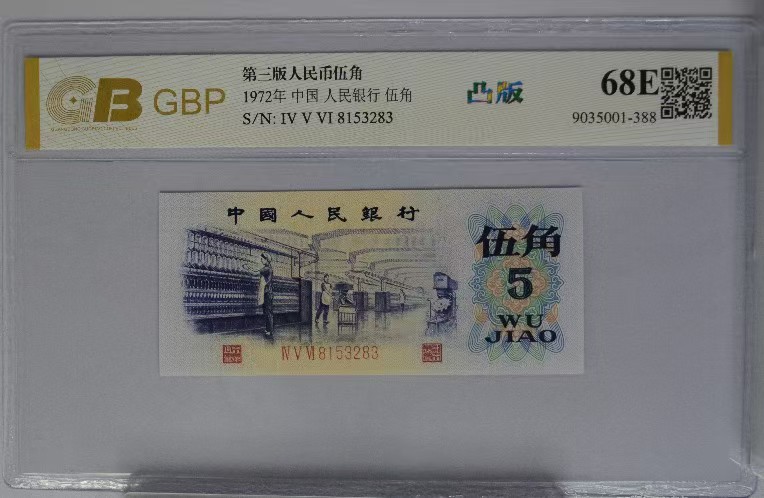 GB GBP
第三版人民币伍角
1972年 中国 人民银行 伍角
S/N: IV V VI 8153283
凸版
68E
9035001-388
中國人民銀行
伍角
5
WU
JIAO
IV V VI 8153283